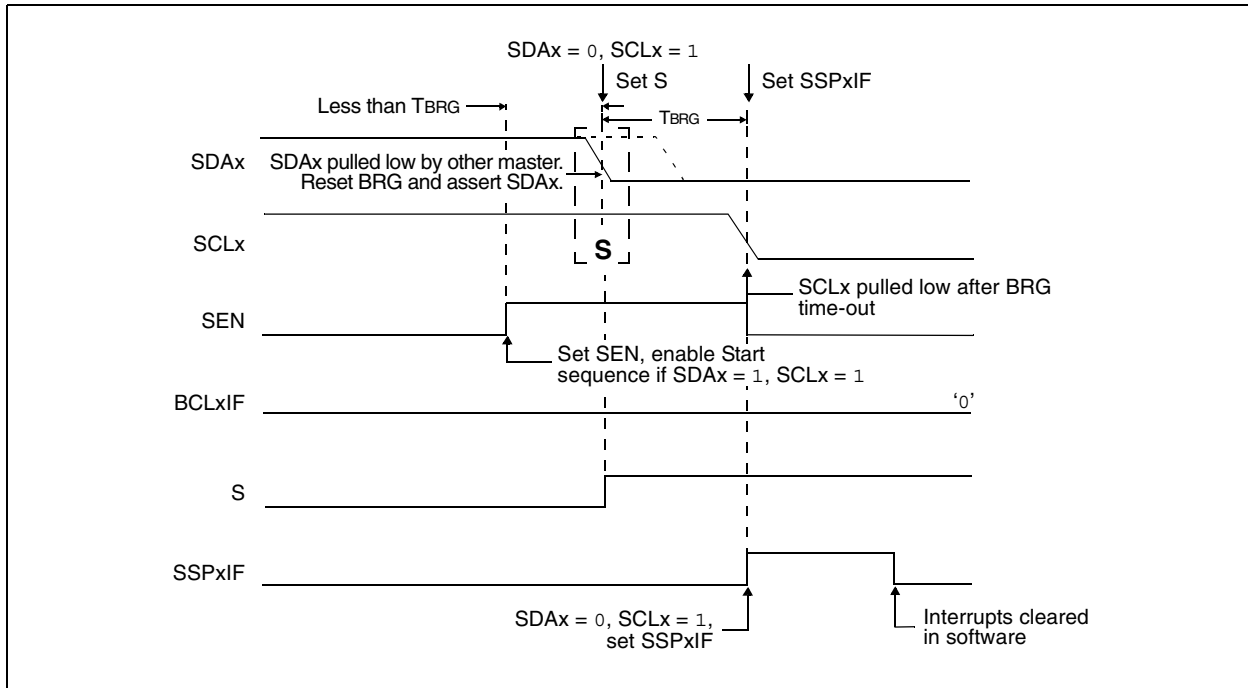 SDAx = 0, SCLx = 1
Set S
Set SSPxIF
Less than TBRG
TBRG
SDAx
SDAx pulled low by other master.
Reset BRG and assert SDAx.
SCLx
S
SCLx pulled low after BRG
time-out
SEN
Set SEN, enable Start
sequence if SDAx = 1, SCLx = 1
BCLxIF
‘0’
S
SSPxIF
SDAx = 0, SCLx = 1,
set SSPxIF
Interrupts cleared
in software